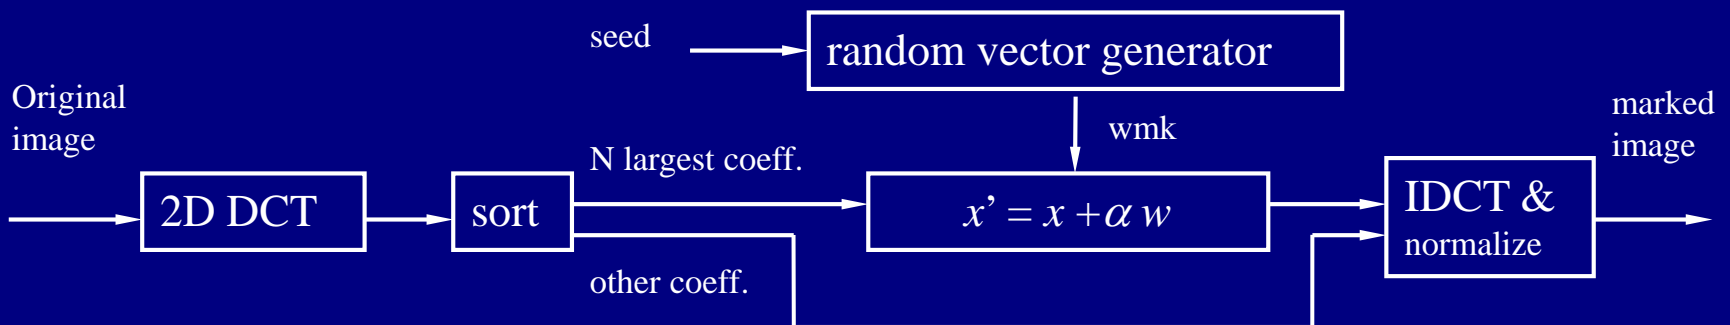 seed
random vector generator
Original
image
marked
image
wmk
N largest coeff.
2D DCT
sort
x’ = x + α w
IDCT &
normalize
other coeff.